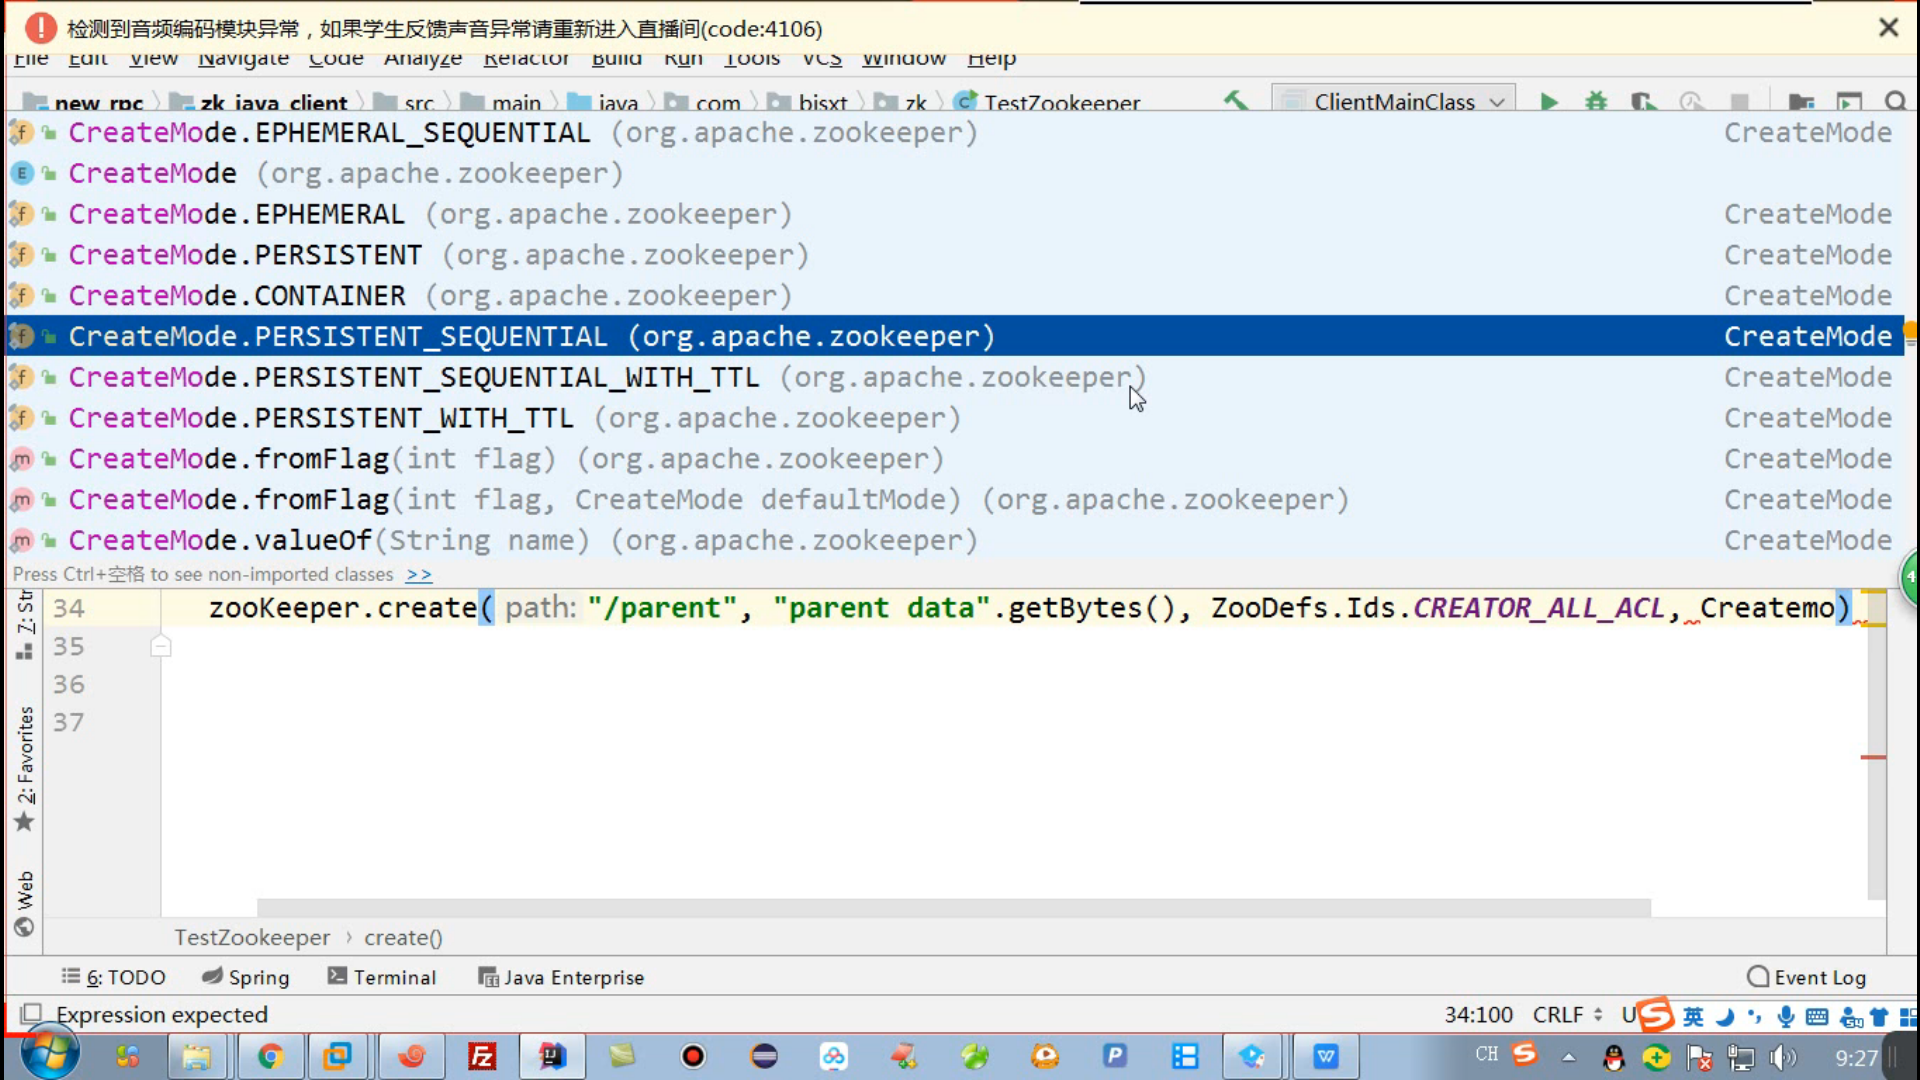 检测到音频编码模块异常，如果学生反馈声音异常请重新进入直播间(code:4106)
File Edit View Navigate Code Analyze Refactor Build Run Tools VCS Window Help
new_rpc zk_java_client src main java com bjsxt zk TestZookeeper ClientMainClass
CreateMode.EPHEMERAL_SEQUENTIAL (org.apache.zookeeper) CreateMode
CreateMode (org.apache.zookeeper)
CreateMode.EPHEMERAL (org.apache.zookeeper) CreateMode
CreateMode.PERSISTENT (org.apache.zookeeper) CreateMode
CreateMode.CONTAINER (org.apache.zookeeper) CreateMode
CreateMode.PERSISTENT_SEQUENTIAL (org.apache.zookeeper) CreateMode
CreateMode.PERSISTENT_SEQUENTIAL_WITH_TTL (org.apache.zookeeper) CreateMode
CreateMode.PERSISTENT_WITH_TTL (org.apache.zookeeper) CreateMode
CreateMode.fromFlag(int flag) (org.apache.zookeeper) CreateMode
CreateMode.fromFlag(int flag, CreateMode defaultMode) (org.apache.zookeeper) CreateMode
CreateMode.valueOf(String name) (org.apache.zookeeper) CreateMode
Press Ctrl+空格 to see non-imported classes >>
34 zooKeeper.create( path: "/parent", "parent data".getBytes(), ZooDefs.Ids.CREATOR_ALL_ACL, Createmo)
35
36
37
7: Str
2: Favorites
Web
TestZookeeper › create()
6: TODO Spring Terminal Java Enterprise Event Log
Expression expected 34:100 CRLF U 英
CH 9:27